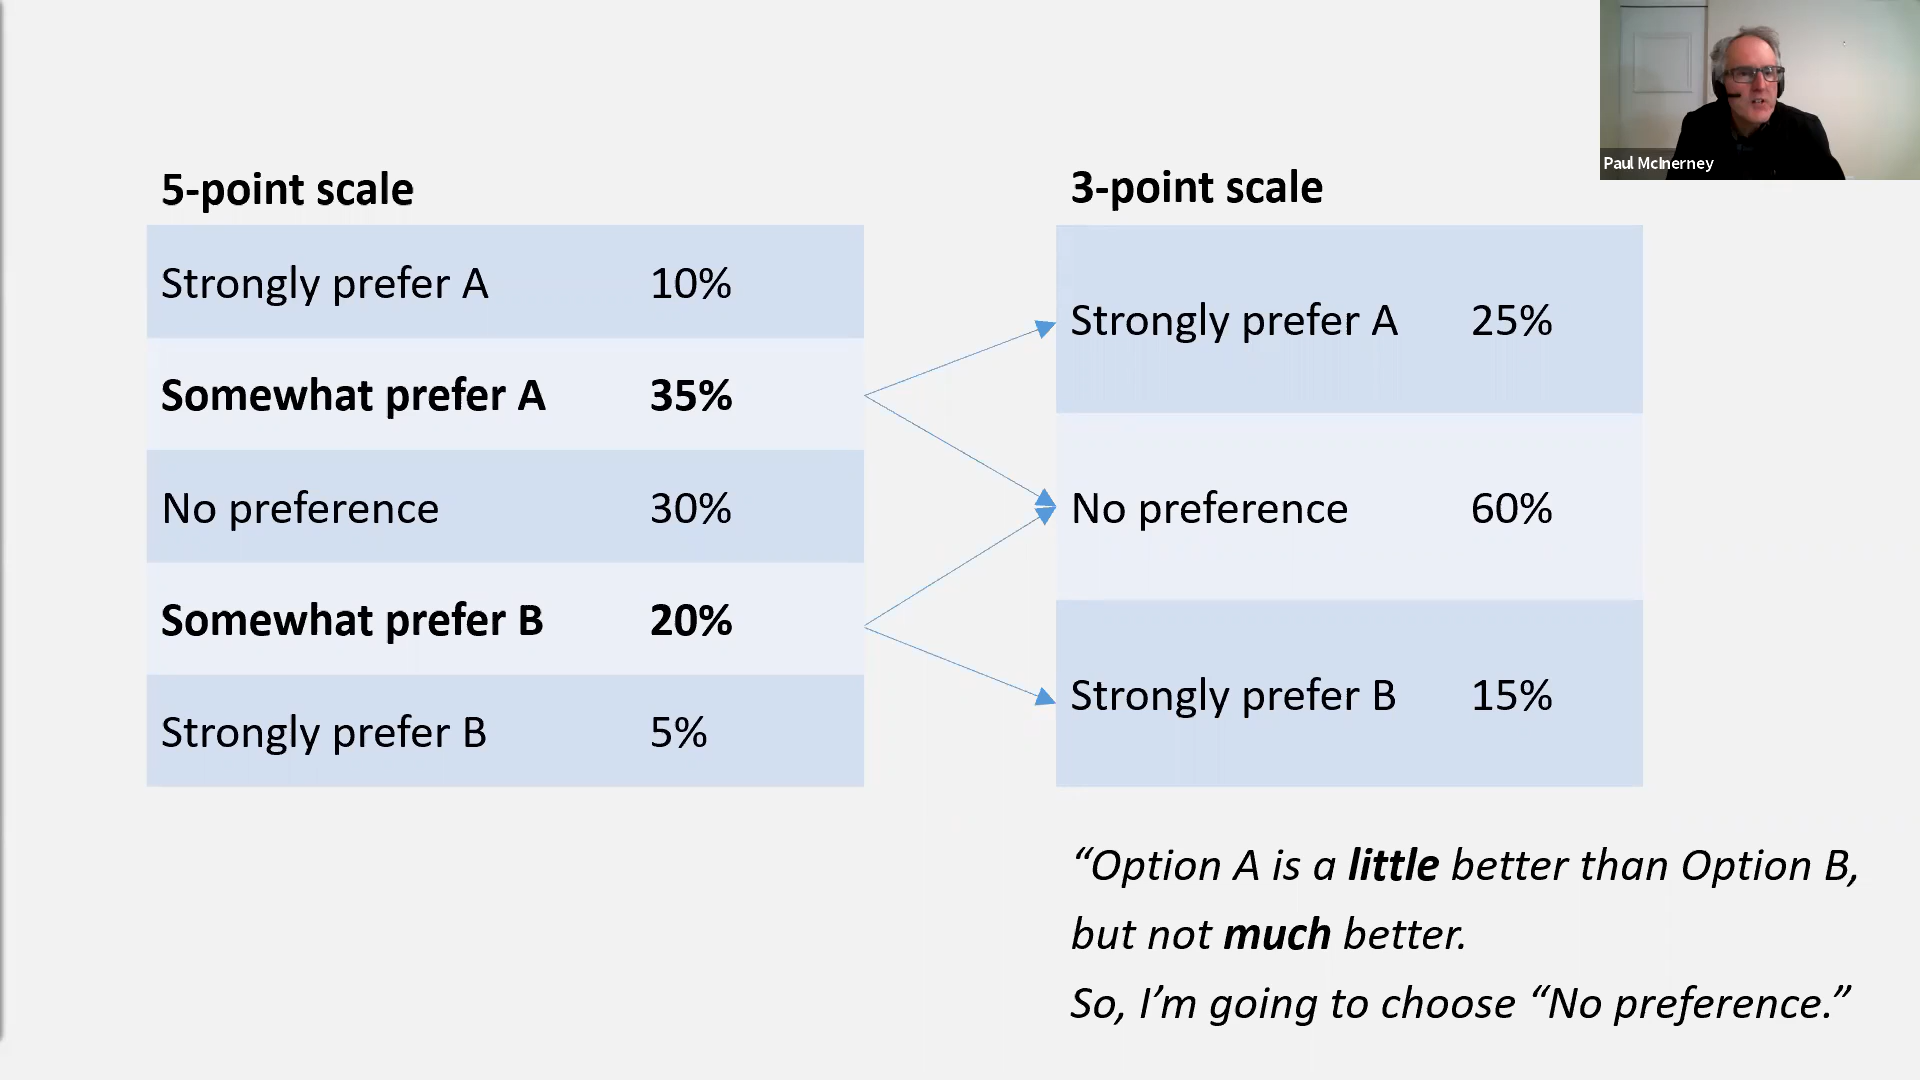 Paul McInerney
5-point scale
Strongly prefer A 10%
Somewhat prefer A 35%
No preference 30%
Somewhat prefer B 20%
Strongly prefer B 5%
3-point scale
Strongly prefer A 25%
No preference 60%
Strongly prefer B 15%
“Option A is a little better than Option B,
but not much better.
So, I’m going to choose “No preference.”